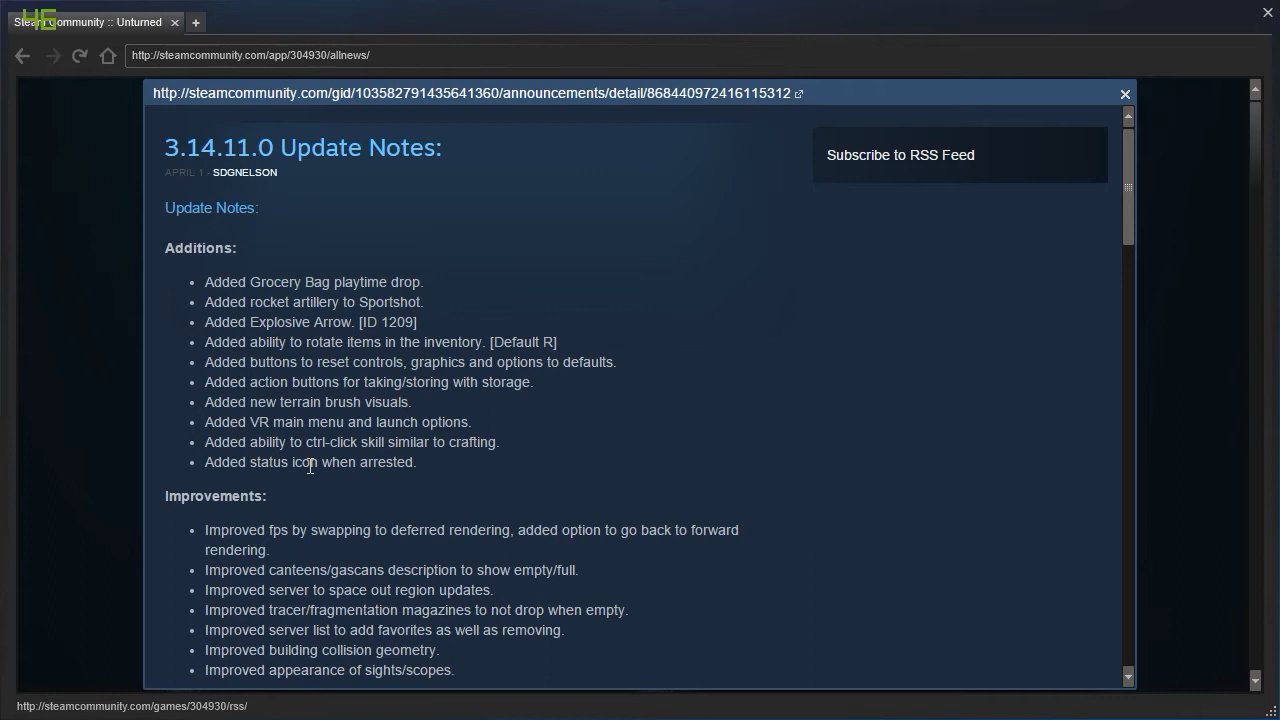 Steam Community :: Unturned
46
http://steamcommunity.com/app/304930/allnews/
http://steamcommunity.com/gid/103582791435641360/announcements/detail/868440972416115312
3.14.11.0 Update Notes:
APRIL 1 - SDGNELSON
Subscribe to RSS Feed
Update Notes:
Additions:
• Added Grocery Bag playtime drop.
• Added rocket artillery to Sportshot.
• Added Explosive Arrow. [ID 1209]
• Added ability to rotate items in the inventory. [Default R]
• Added buttons to reset controls, graphics and options to defaults.
• Added action buttons for taking/storing with storage.
• Added new terrain brush visuals.
• Added VR main menu and launch options.
• Added ability to ctrl-click skill similar to crafting.
• Added status icon when arrested.
Improvements:
• Improved fps by swapping to deferred rendering, added option to go back to forward
rendering.
• Improved canteens/gascans description to show empty/full.
• Improved server to space out region updates.
• Improved tracer/fragmentation magazines to not drop when empty.
• Improved server list to add favorites as well as removing.
• Improved building collision geometry.
• Improved appearance of sights/scopes.
http://steamcommunity.com/games/304930/rss/